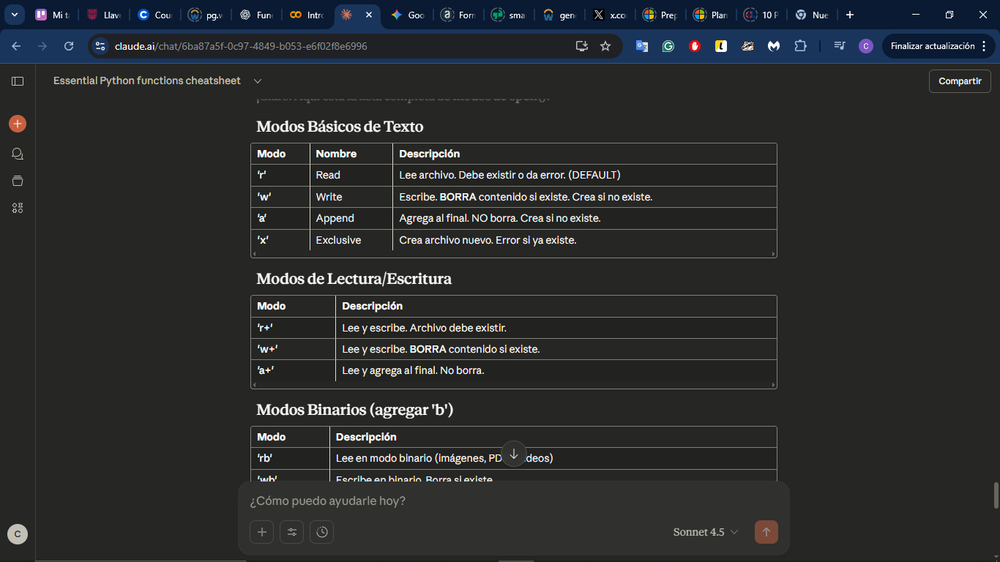 Mi ta
Llav
Cour
pg.v
Func
Intro
Goo
Forn
sma
gen
x.co
Prep
Plan
10 P
Nue
claude.ai/chat/6ba87a5f-0c97-4849-b053-e6f02f8e6996
C
Finalizar actualización
Essential Python functions cheatsheet
Compartir
Modos Básicos de Texto
Modo Nombre Descripción
'r' Read Lee archivo. Debe existir o da error. (DEFAULT)
'w' Write Escribe. BORRA contenido si existe. Crea si no existe.
'a' Append Agrega al final. NO borra. Crea si no existe.
'x' Exclusive Crea archivo nuevo. Error si ya existe.
Modos de Lectura/Escritura
Modo Descripción
'r+' Lee y escribe. Archivo debe existir.
'w+' Lee y escribe. BORRA contenido si existe.
'a+' Lee y agrega al final. No borra.
Modos Binarios (agregar 'b')
Modo Descripción
'rb' Lee en modo binario (imágenes, PD deos)
'wb' Escribe en binario. Borra si existe
¿Cómo puedo ayudarle hoy?
Sonnet 4.5
C